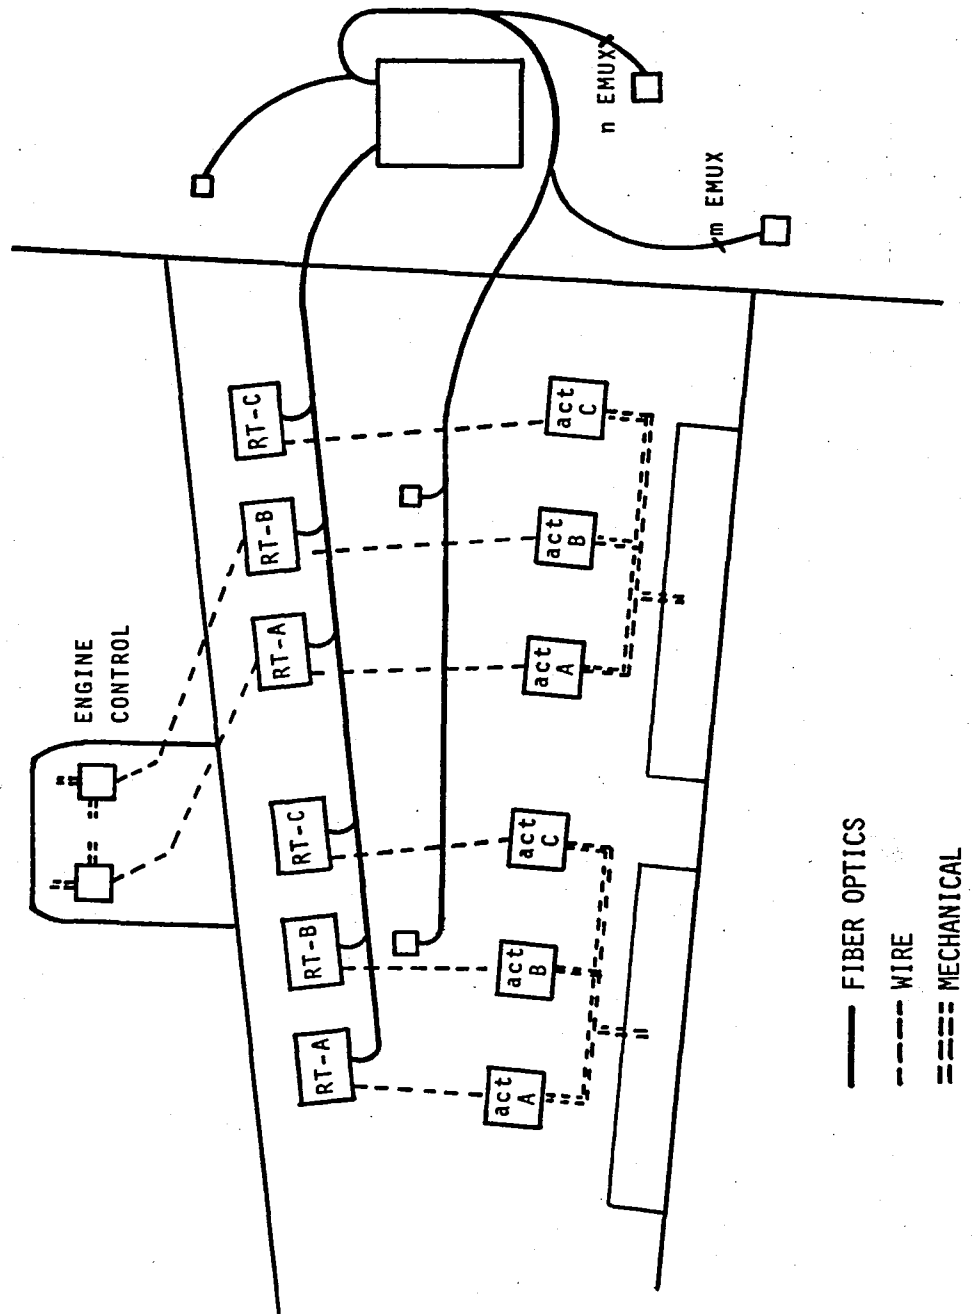 ENGINE
CONTROL
RT-A
RT-B
RT-C
RT-A
RT-B
RT-C
act
A
act
B
act
C
act
A
act
B
act
C
m EMUX
n EMUX
FIBER OPTICS
WIRE
MECHANICAL